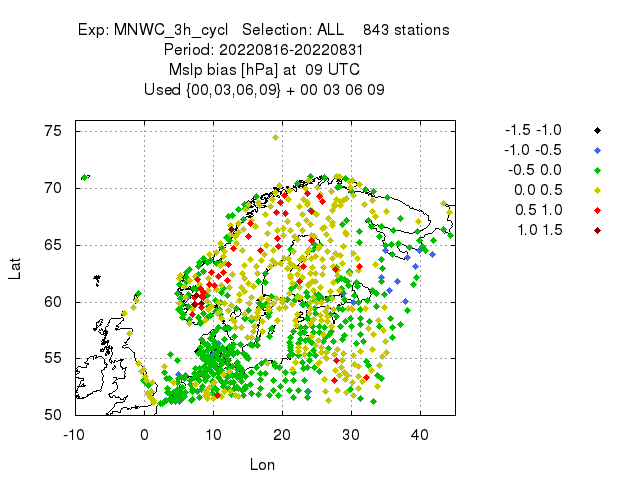 Exp: MNWC_3h_cycl   Selection: ALL    843 stations
Period: 20220816-20220831
Mslp bias [hPa] at  09 UTC
Used {00,03,06,09} + 00 03 06 09
-1.5 -1.0
-1.0 -0.5
-0.5 0.0
0.0 0.5
0.5 1.0
1.0 1.5
75
70
65
60
55
50
Lat
-10 0 10 20 30 40
Lon